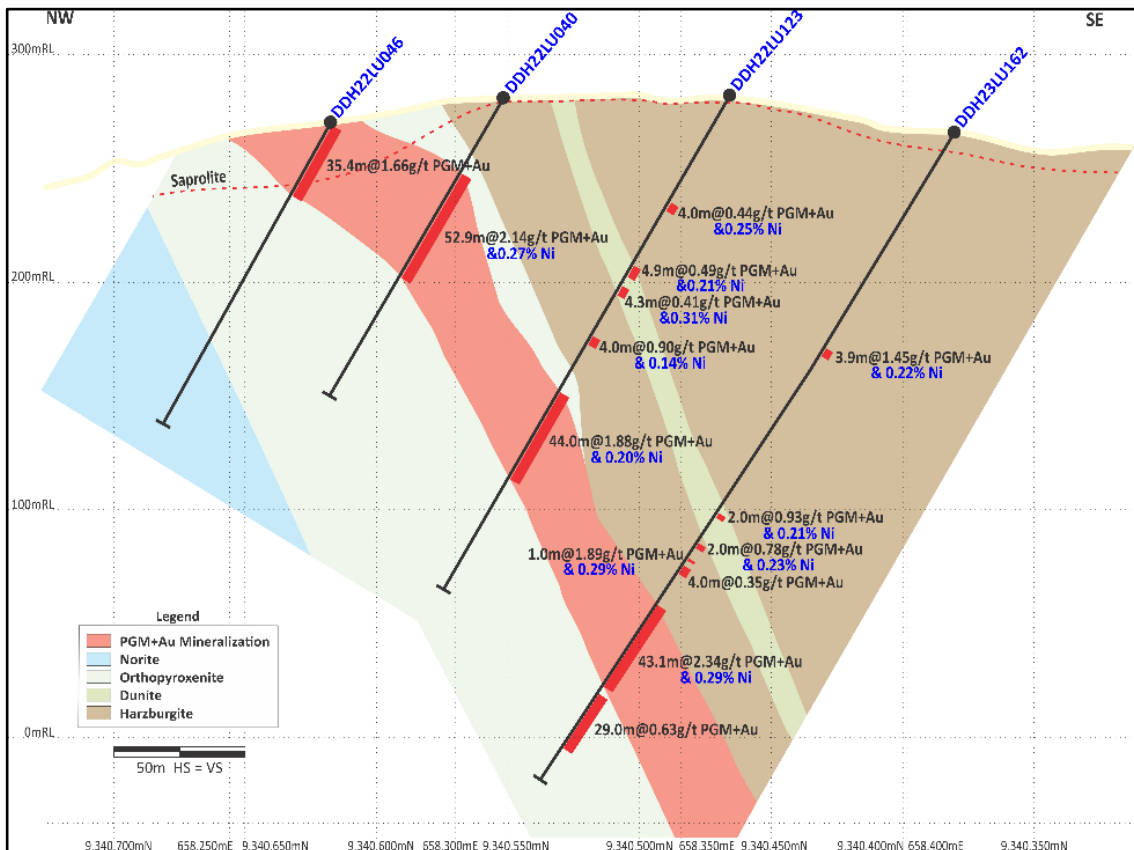 NW
SE
DDH22LU046
DDH22LU040
DDH22LU123
DDH23LU162
300mRL
200mRL
100mRL
0mRL
Saprolite
35.4m@1.66g/t PGM+Au
52.9m@2.14g/t PGM+Au
&0.27% Ni
4.0m@0.44g/t PGM+Au
&0.25% Ni
4.9m@0.49g/t PGM+Au
&0.21% Ni
4.3m@0.41g/t PGM+Au
&0.31% Ni
4.0m@0.90g/t PGM+Au
& 0.14% Ni
3.9m@1.45g/t PGM+Au
& 0.22% Ni
44.0m@1.88g/t PGM+Au
& 0.20% Ni
2.0m@0.93g/t PGM+Au
& 0.21% Ni
1.0m@1.89g/t PGM+Au
& 0.29% Ni
2.0m@0.78g/t PGM+Au
& 0.23% Ni
4.0m@0.35g/t PGM+Au
43.1m@2.34g/t PGM+Au
& 0.29% Ni
29.0m@0.63g/t PGM+Au
Legend
PGM+Au Mineralization
Norite
Orthopyroxenite
Dunite
Harzburgite
50m HS = VS
9.340.700mN
658.250mE
9.340.650mN
9.340.600mN
658.300mE
9.340.550mN
9.340.500mN
658.350mE
9.340.450mN
9.340.400mN
658.400mE
9.340.350mN